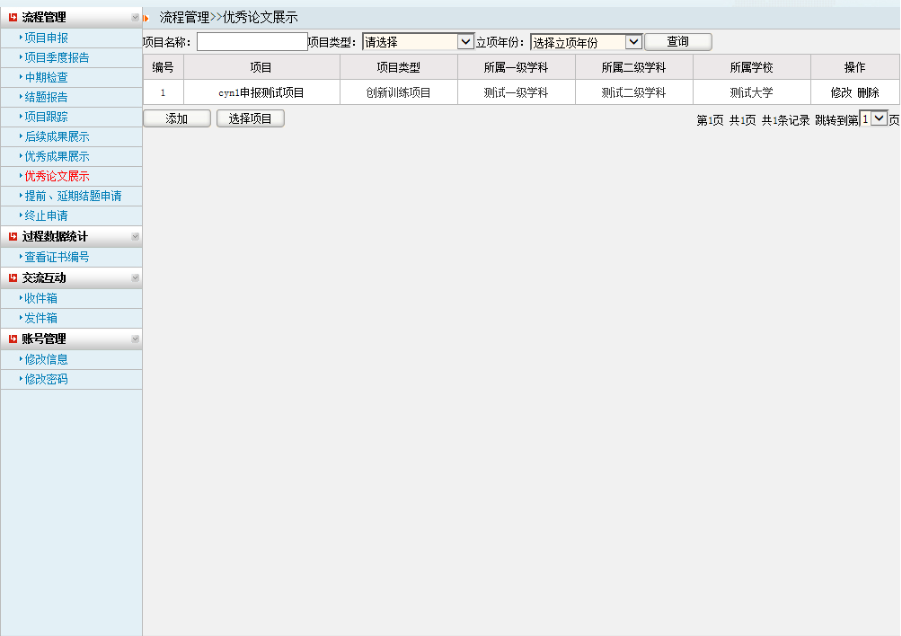 流程管理
项目申报
项目季度报告
中期检查
结题报告
项目跟踪
后续成果展示
优秀成果展示
优秀论文展示
提前、延期结题申请
终止申请
过程数据统计
查看证书编号
交流互动
收件箱
发件箱
账号管理
修改信息
修改密码
流程管理>>优秀论文展示
项目名称： 项目类型： 请选择 立项年份： 选择立项年份 查询
编号 项目 项目类型 所属一级学科 所属二级学科 所属学校 操作
1 cyn1申报测试项目 创新训练项目 测试一级学科 测试二级学科 测试大学 修改 删除
添加 选择项目 第1页 共1页 共1条记录 跳转到第 1 页